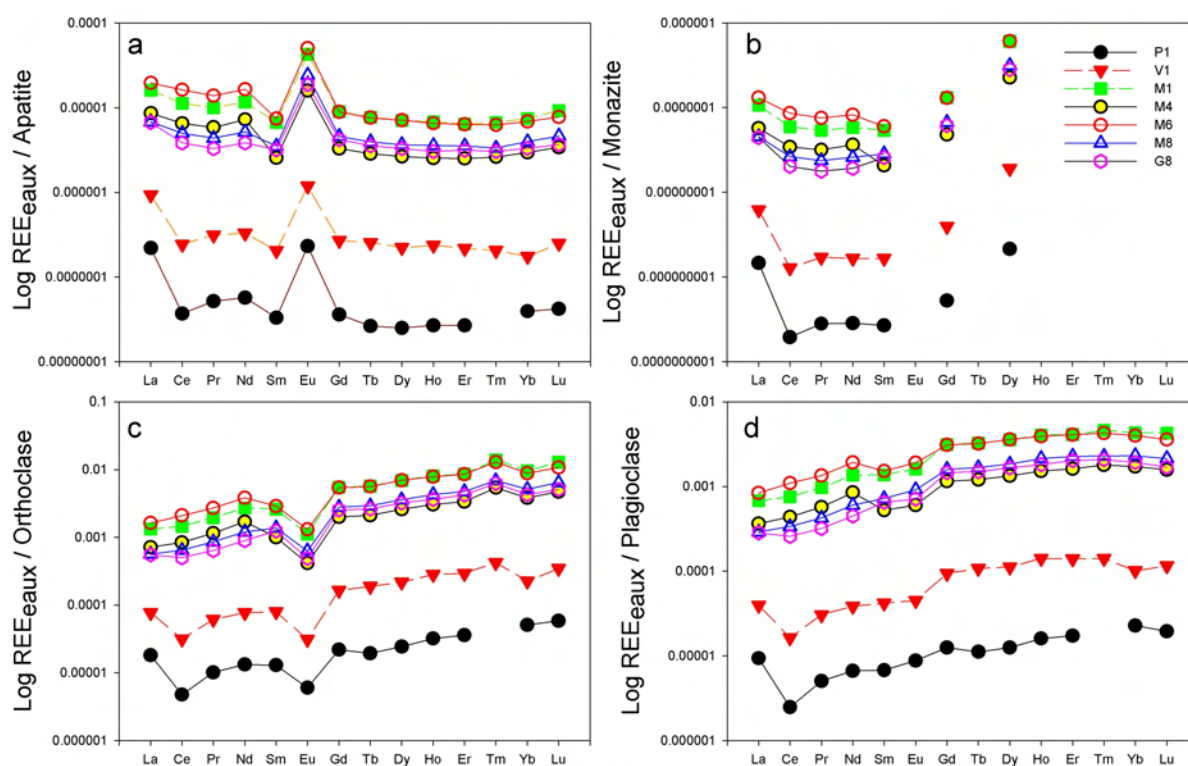 a
Log REEeaux / Apatite
0.0001
0.00001
0.000001
0.0000001
0.00000001
La Ce Pr Nd Sm Eu Gd Tb Dy Ho Er Tm Yb Lu
b
Log REEeaux / Monazite
0.000001
0.0000001
0.00000001
0.000000001
0.0000000001
La Ce Pr Nd Sm Eu Gd Tb Dy Ho Er Tm Yb Lu
P1
V1
M1
M4
M6
M8
G8
c
Log REEeaux / Orthoclase
0.1
0.01
0.001
0.0001
0.00001
0.000001
La Ce Pr Nd Sm Eu Gd Tb Dy Ho Er Tm Yb Lu
d
Log REEeaux / Plagioclase
0.01
0.001
0.0001
0.00001
0.000001
La Ce Pr Nd Sm Eu Gd Tb Dy Ho Er Tm Yb Lu